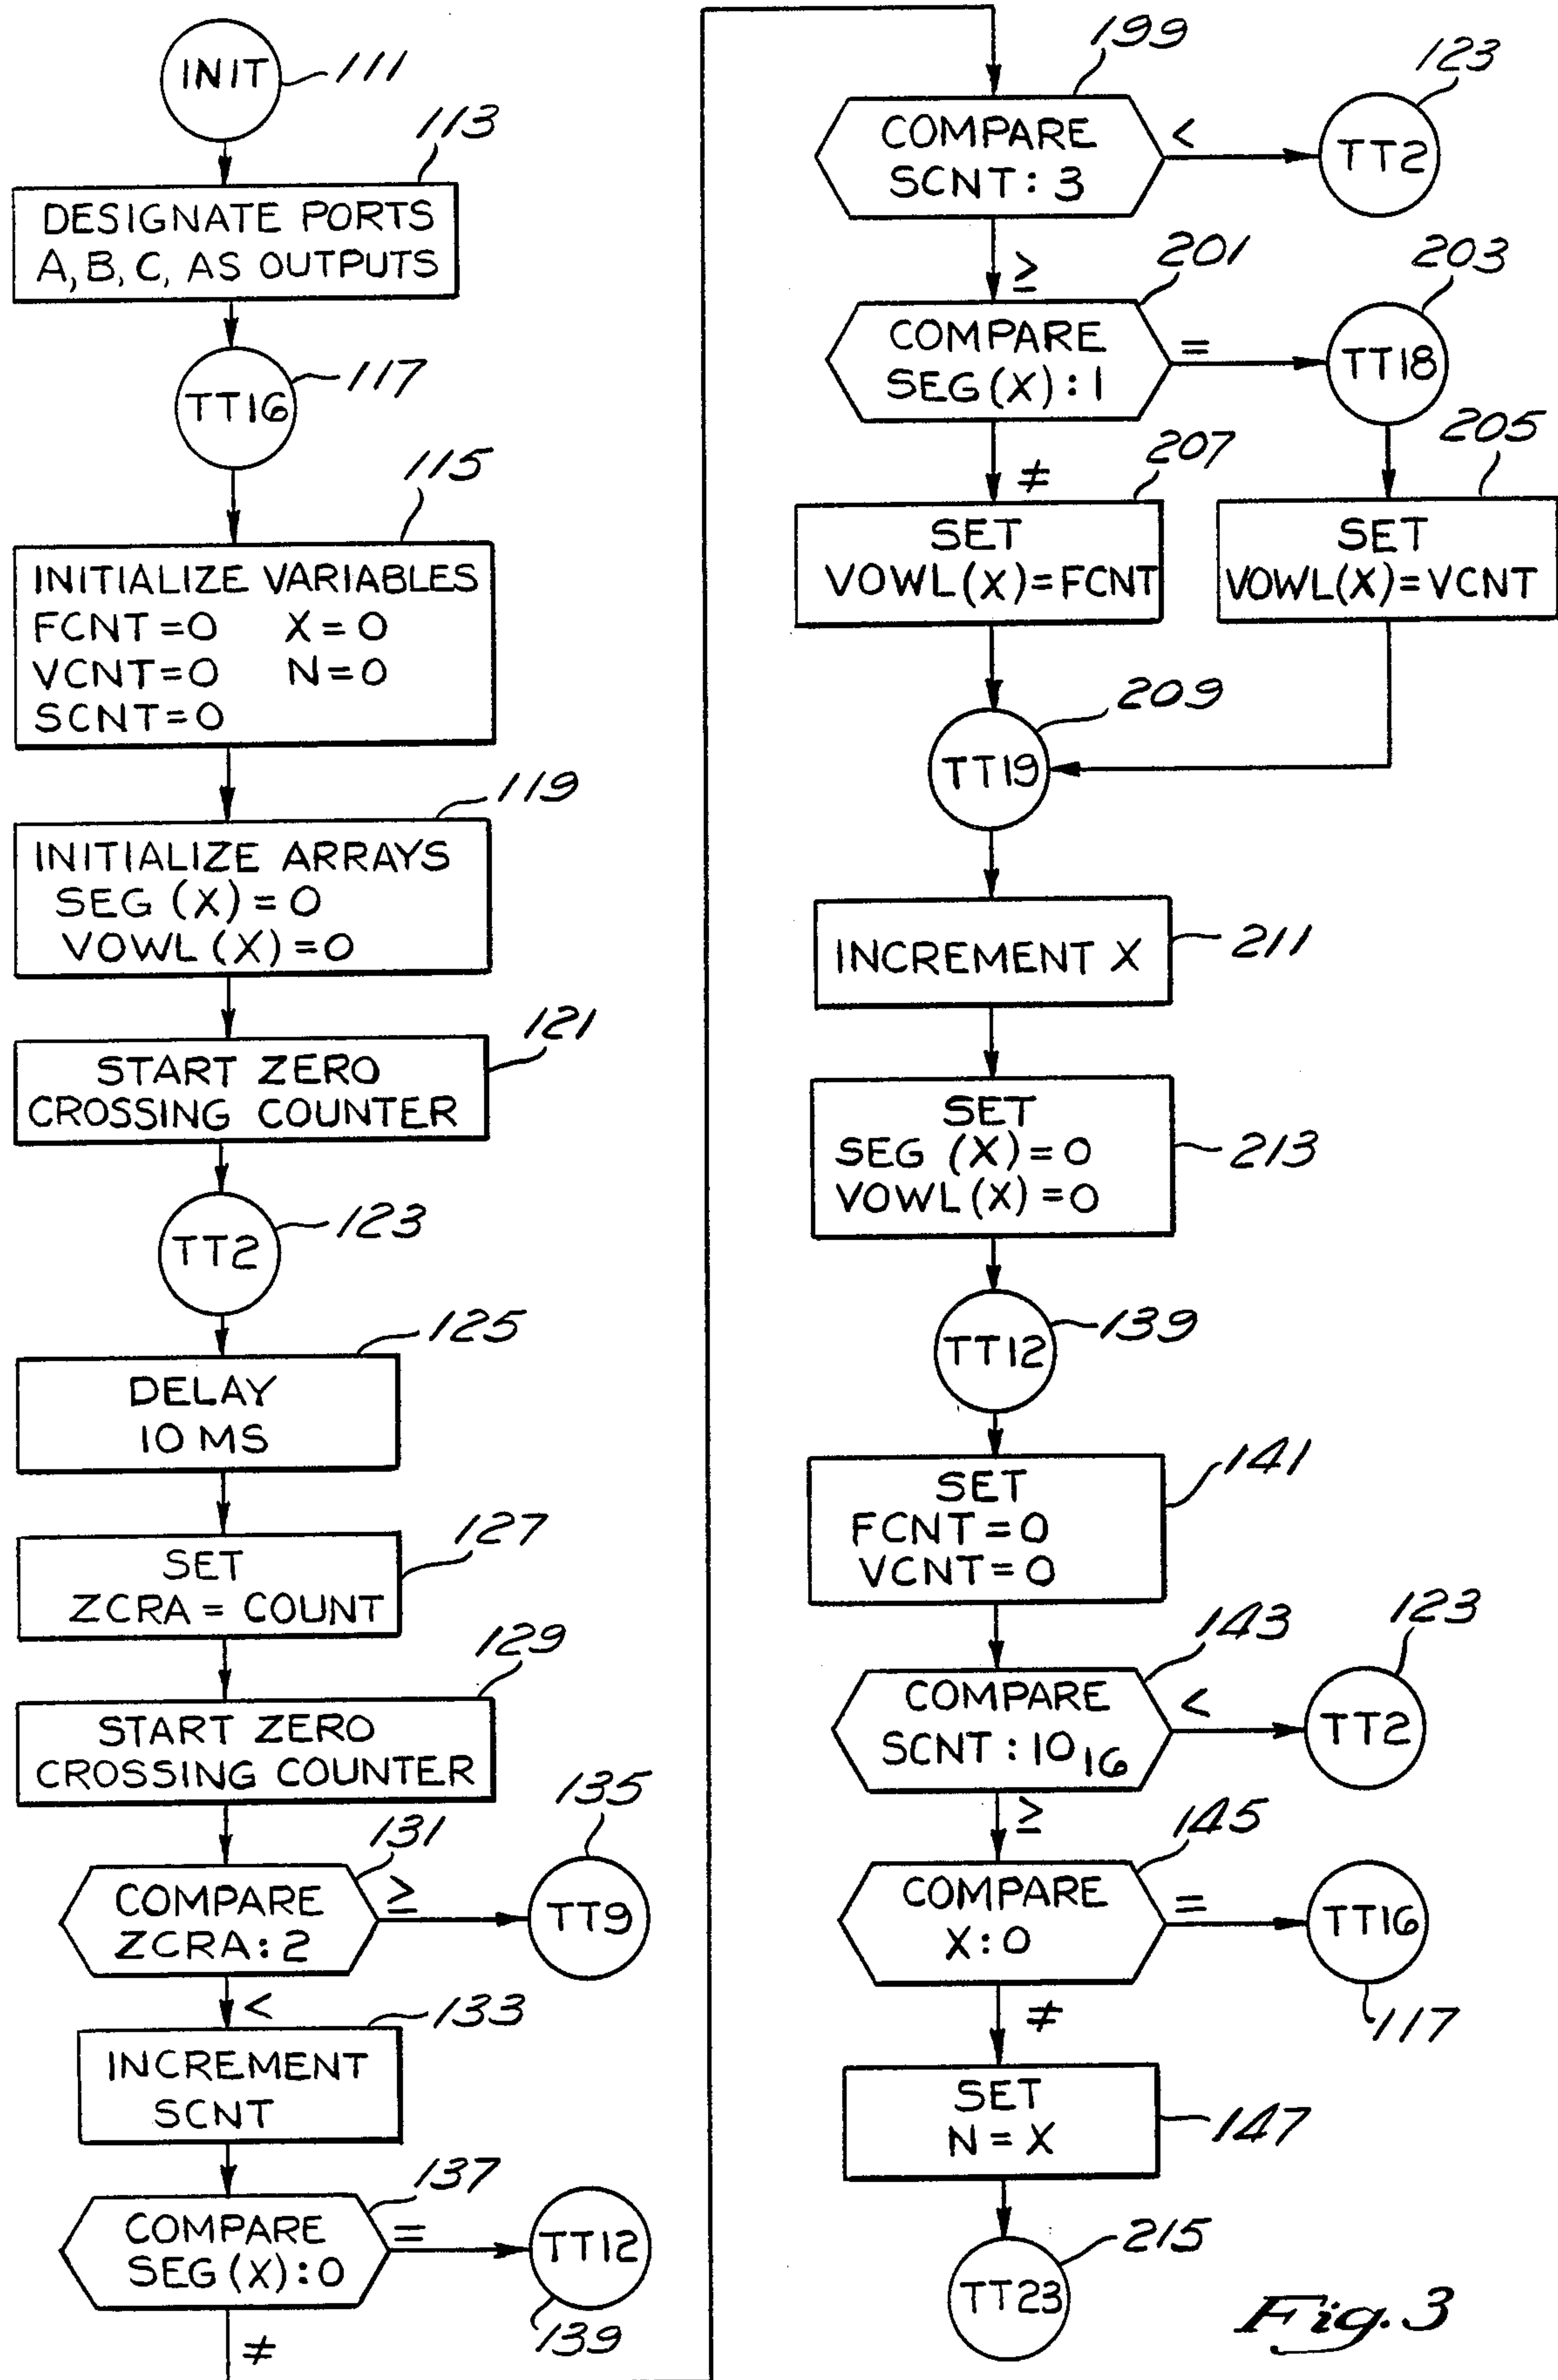 INIT
111
113
DESIGNATE PORTS
A, B, C, AS OUTPUTS
TT16
117
115
INITIALIZE VARIABLES
FCNT=0 X=0
VCNT=0 N=0
SCNT=0
119
INITIALIZE ARRAYS
SEG (X)=0
VOWL (X)=0
121
START ZERO
CROSSING COUNTER
TT2
123
125
DELAY
10 MS
127
SET
ZCRA = COUNT
129
START ZERO
CROSSING COUNTER
131
COMPARE
ZCRA:2
≥
135
TT9
<
133
INCREMENT
SCNT
137
COMPARE
SEG(X):0
=
TT12
139
≠
199
COMPARE
SCNT:3
<
123
TT2
≥
201
COMPARE
SEG(X):1
=
203
TT18
≠
207
SET
VOWL(X)=FCNT
205
SET
VOWL(X)=VCNT
209
TT19
INCREMENT X
211
SET
SEG (X)=0
VOWL(X)=0
213
TT12
139
141
SET
FCNT=0
VCNT=0
143
COMPARE
SCNT:10₁₆
<
123
TT2
≥
145
COMPARE
X:0
=
TT16
117
≠
SET
N=X
147
215
TT23
Fig. 3